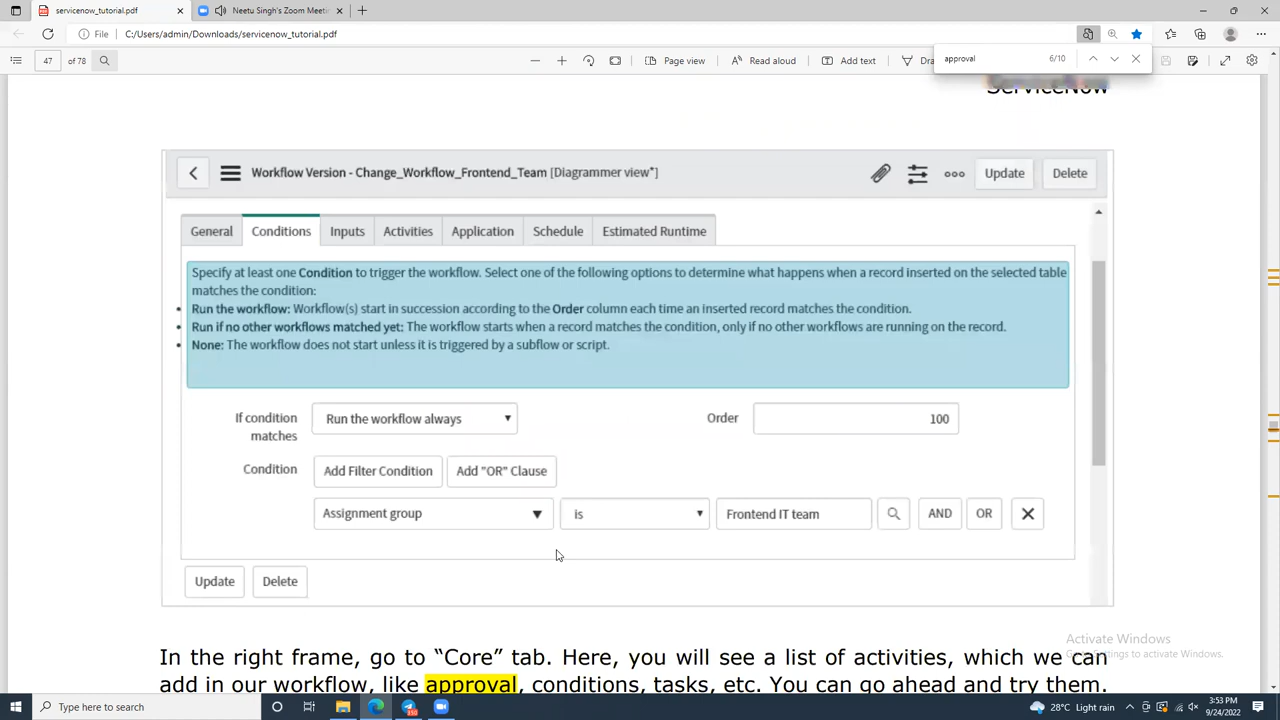 servicenow_tutorial.pdf
Neetu Singh's Zoom Meeti
File
C:/Users/admin/Downloads/servicenow_tutorial.pdf
47 of 78
Page view
Read aloud
Add text
Dra
approval 6/10
ServiceNow
Workflow Version - Change_Workflow_Frontend_Team [Diagrammer view*]
Update
Delete
General
Conditions
Inputs
Activities
Application
Schedule
Estimated Runtime
Specify at least one Condition to trigger the workflow. Select one of the following options to determine what happens when a record inserted on the selected table
matches the condition:
Run the workflow: Workflow(s) start in succession according to the Order column each time an inserted record matches the condition.
Run if no other workflows matched yet: The workflow starts when a record matches the condition, only if no other workflows are running on the record.
None: The workflow does not start unless it is triggered by a subflow or script.
If condition
matches
Run the workflow always
Order
100
Condition
Add Filter Condition
Add "OR" Clause
Assignment group
is
Frontend IT team
AND
OR
Update
Delete
Activate Windows
Go to Settings to activate Windows.
In the right frame, go to “Core” tab. Here, you will see a list of activities, which we can
add in our workflow, like approval, conditions, tasks, etc. You can go ahead and try them.
Type here to search
28°C Light rain
3:53 PM
9/24/2022